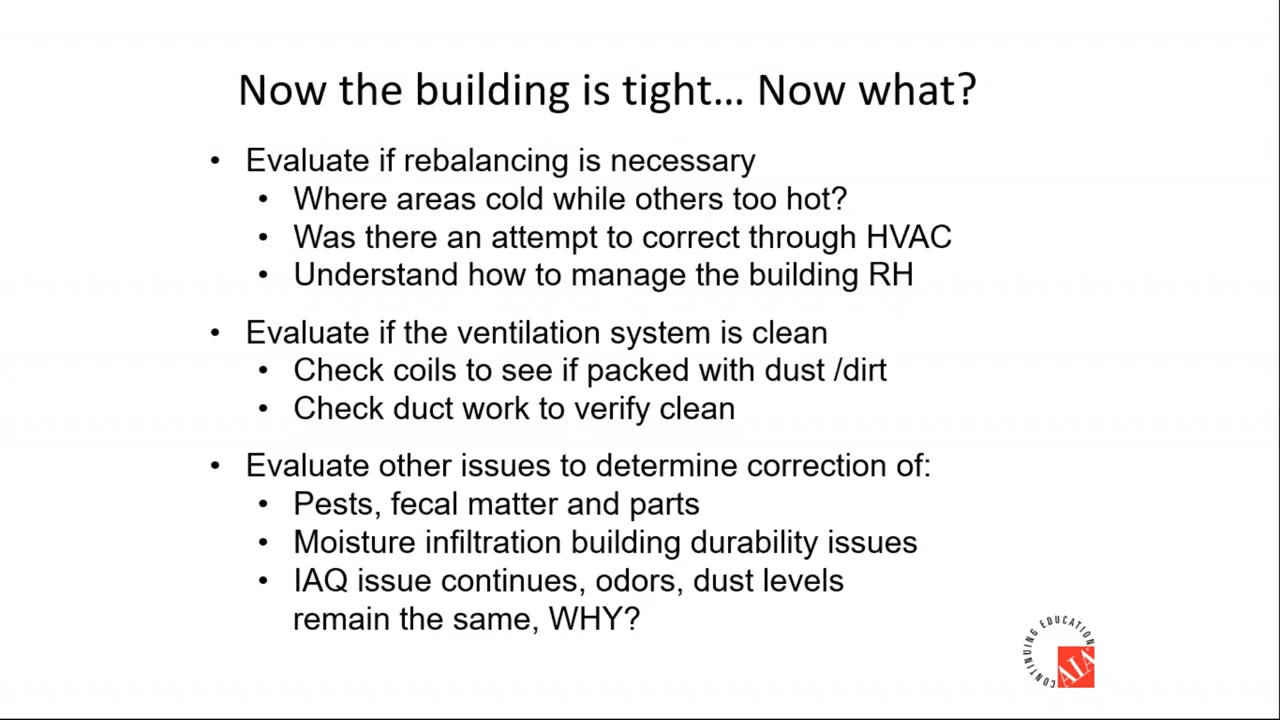 Now the building is tight... Now what?
• Evaluate if rebalancing is necessary
• Where areas cold while others too hot?
• Was there an attempt to correct through HVAC
• Understand how to manage the building RH
• Evaluate if the ventilation system is clean
• Check coils to see if packed with dust /dirt
• Check duct work to verify clean
• Evaluate other issues to determine correction of:
• Pests, fecal matter and parts
• Moisture infiltration building durability issues
• IAQ issue continues, odors, dust levels
remain the same, WHY?
CONTINUING EDUCATION
AIA